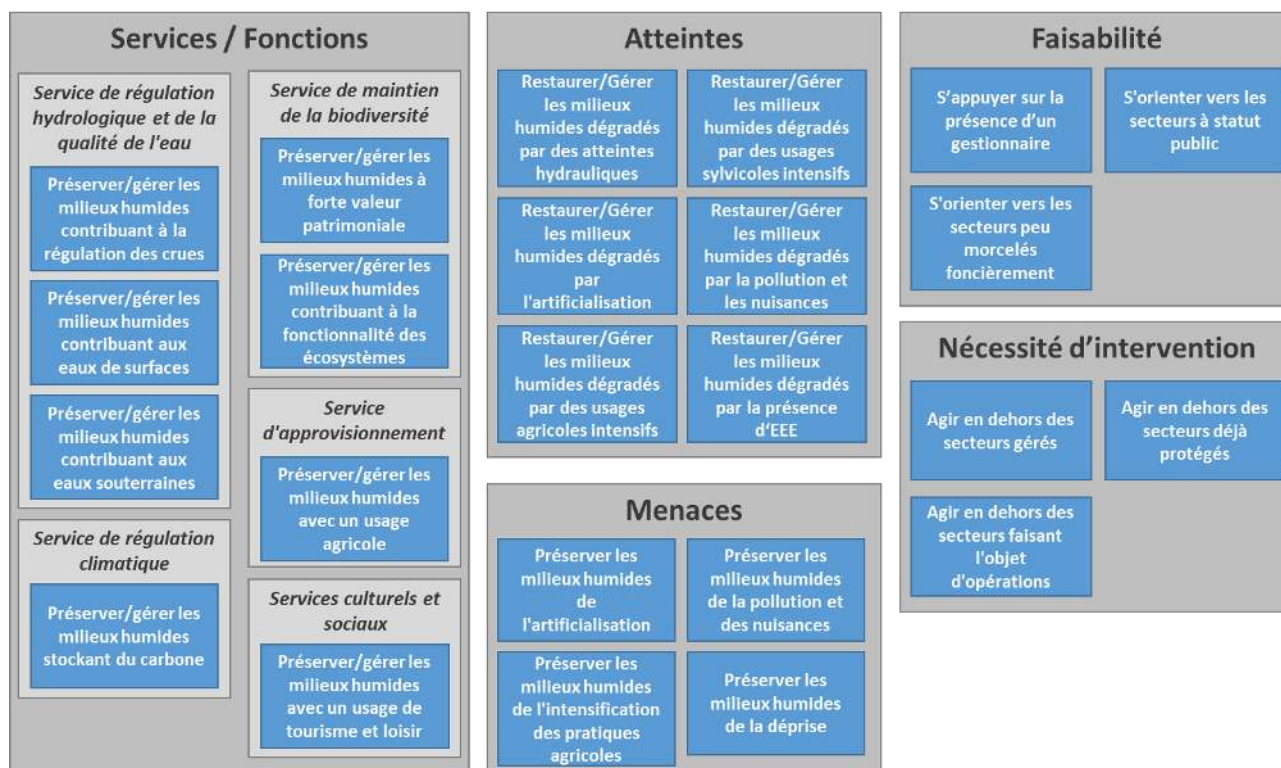 Services / Fonctions
Service de régulation
hydrologique et de la
qualité de l'eau
Préserver/gérer les
milieux humides
contribuant à la
régulation des crues
Préserver/gérer les
milieux humides
contribuant aux
eaux de surfaces
Préserver/gérer les
milieux humides
contribuant aux
eaux souterraines
Service de régulation
climatique
Préserver/gérer les
milieux humides
stockant du carbone
Service de maintien
de la biodiversité
Préserver/gérer les
milieux humides à
forte valeur
patrimoniale
Préserver/gérer les
milieux humides
contribuant à la
fonctionnalité des
écosystèmes
Service
d'approvisionnement
Préserver/gérer les
milieux humides
avec un usage
agricole
Services culturels et
sociaux
Préserver/gérer les
milieux humides
avec un usage de
tourisme et loisir
Atteintes
Restaurer/Gérer
les milieux
humides dégradés
par des atteintes
hydrauliques
Restaurer/Gérer
les milieux
humides dégradés
par des usages
sylvicoles intensifs
Restaurer/Gérer
les milieux
humides dégradés
par
l'artificialisation
Restaurer/Gérer
les milieux
humides dégradés
par la pollution et
les nuisances
Restaurer/Gérer
les milieux
humides dégradés
par des usages
agricoles intensifs
Restaurer/Gérer
les milieux
humides dégradés
par la présence
d'EEE
Menaces
Préserver les
milieux humides
de
l'artificialisation
Préserver les
milieux humides
de la pollution et
des nuisances
Préserver les
milieux humides
de l'intensification
des pratiques
agricoles
Préserver les
milieux humides
de la déprise
Faisabilité
S’appuyer sur la
présence d’un
gestionnaire
S'orienter vers les
secteurs à statut
public
S'orienter vers les
secteurs peu
morcelés
foncièrement
Nécessité d’intervention
Agir en dehors des
secteurs gérés
Agir en dehors des
secteurs déjà
protégés
Agir en dehors des
secteurs faisant
l'objet
d'opérations